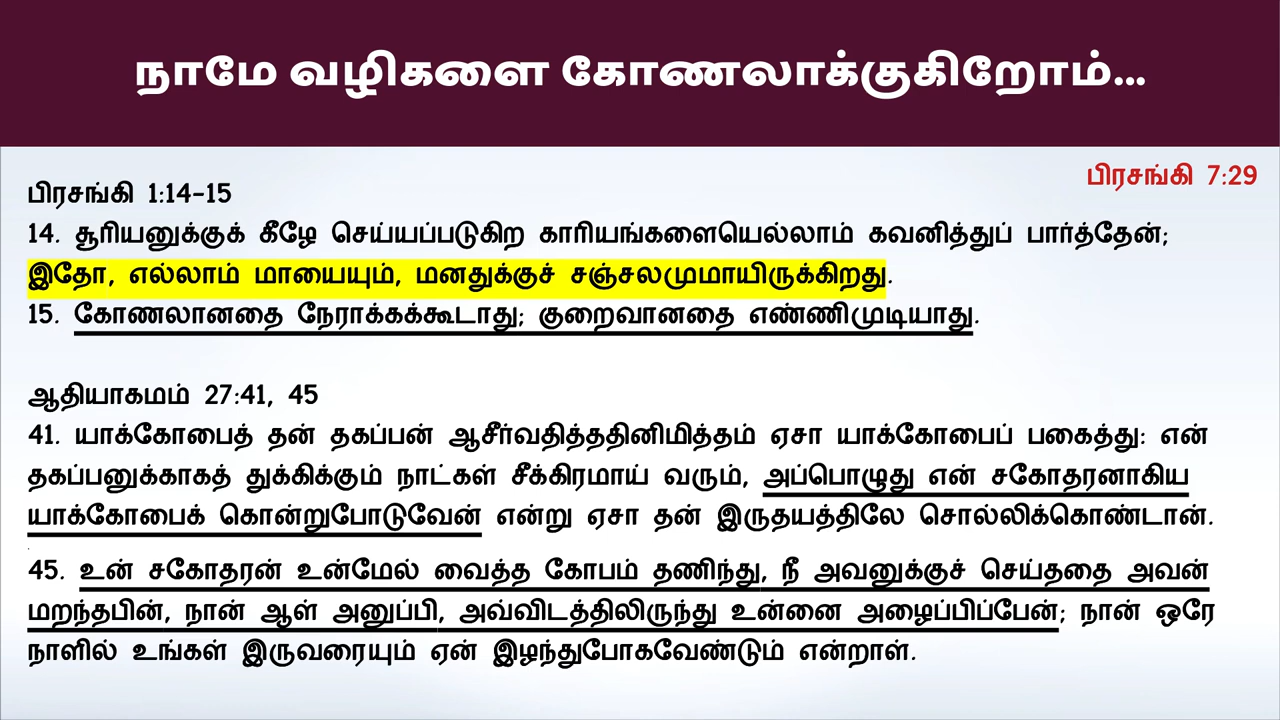 நாமே வழிகளை கோணலாக்குகிறோம்...
பிரசங்கி 7:29
பிரசங்கி 1:14-15
14. சூரியனுக்குக் கீழே செய்யப்படுகிற காரியங்களையெல்லாம் கவனித்துப் பார்த்தேன்;
இதோ, எல்லாம் மாயையும், மனதுக்குச் சஞ்சலமுமாயிருக்கிறது.
15. கோணலானதை நேராக்கக்கூடாது; குறைவானதை எண்ணிமுடியாது.
ஆதியாகமம் 27:41, 45
41. யாக்கோபைத் தன் தகப்பன் ஆசீர்வதித்ததினிமித்தம் ஏசா யாக்கோபைப் பகைத்து: என்
தகப்பனுக்காகத் துக்கிக்கும் நாட்கள் சீக்கிரமாய் வரும், அப்பொழுது என் சகோதரனாகிய
யாக்கோபைக் கொன்றுபோடுவேன் என்று ஏசா தன் இருதயத்திலே சொல்லிக்கொண்டான்.
45. உன் சகோதரன் உன்மேல் வைத்த கோபம் தணிந்து, நீ அவனுக்குச் செய்ததை அவன்
மறந்தபின், நான் ஆள் அனுப்பி, அவ்விடத்திலிருந்து உன்னை அழைப்பிப்பேன்; நான் ஒரே
நாளில் உங்கள் இருவரையும் ஏன் இழந்துபோகவேண்டும் என்றாள்.